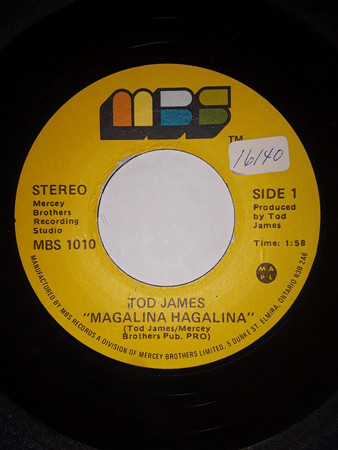 MBS
TM
16140
STEREO
Mercey
Brothers
Recording
Studio
MBS 1010
SIDE 1
Produced
by Tod
James
Time: 1:58
M A
P L
TOD JAMES
"MAGALINA HAGALINA"
(Tod James/Mercey
Brothers Pub. PRO)
MANUFACTURED BY MBS RECORDS A DIVISION OF MERCEY BROTHERS LIMITED, 5 DURKE ST. ELMIRA, ONTARIO N3B 2A6